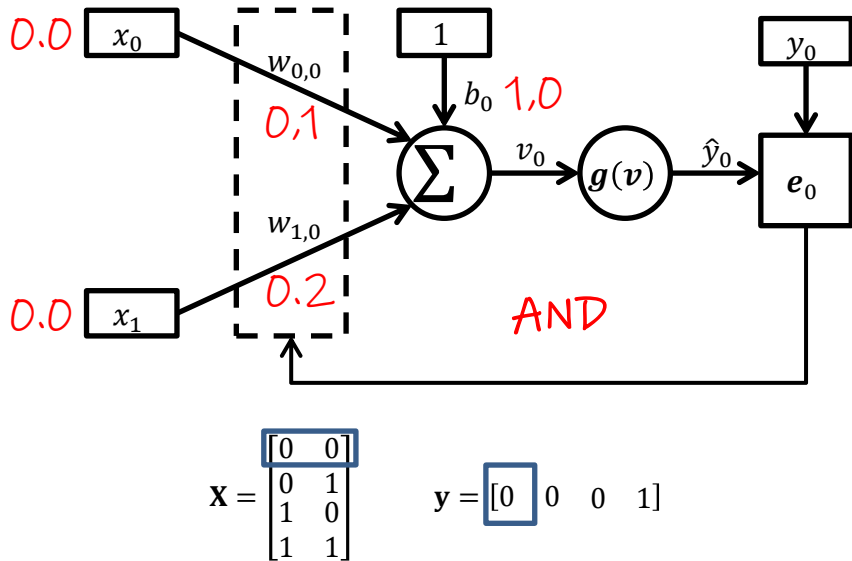 0.0 x₀ 1 y₀
w₀,₀
0,1 b₀ 1,0
∑ v₀ g(v) ŷ₀ e₀
w₁,₀
0.0 x₁ 0.2 AND
X = [0 0
0 1
1 0
1 1]
y = [0 0 0 1]